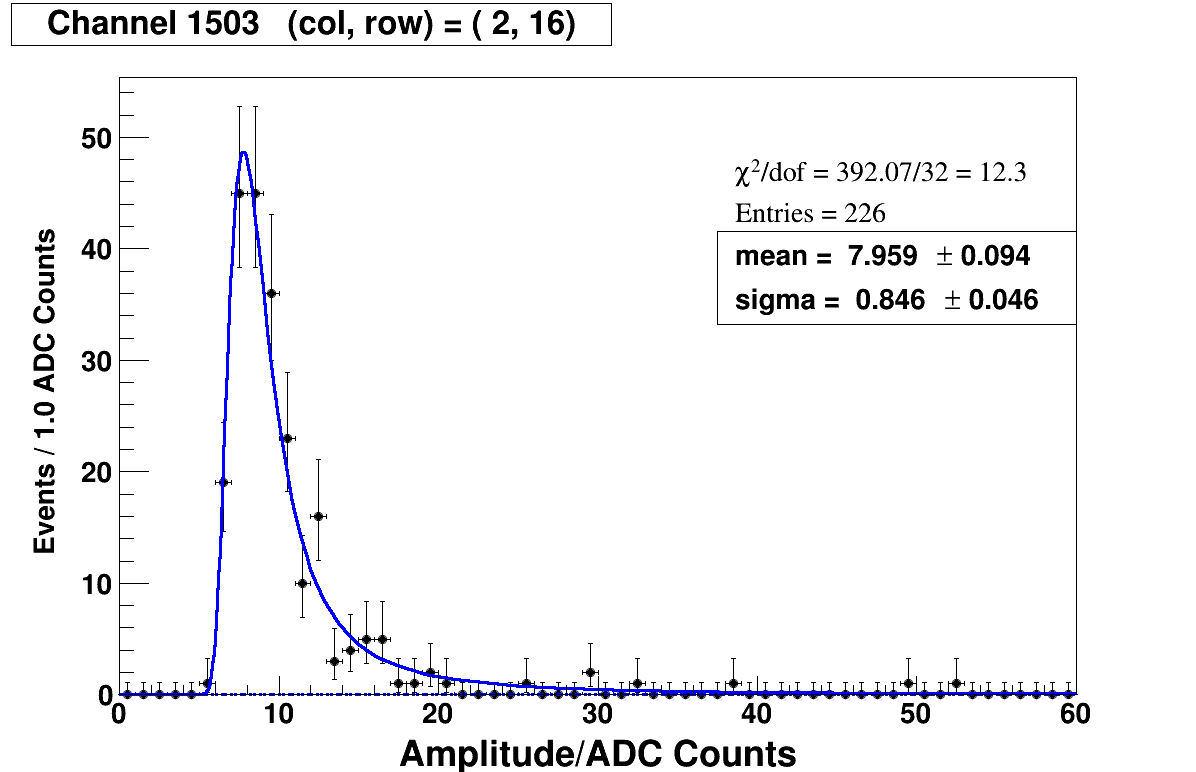 Channel 1503 (col, row) = ( 2, 16)
χ²/dof = 392.07/32 = 12.3
Entries = 226
mean = 7.959 ± 0.094
sigma = 0.846 ± 0.046
Events / 1.0 ADC Counts
50
40
30
20
10
0
0 10 20 30 40 50 60
Amplitude/ADC Counts